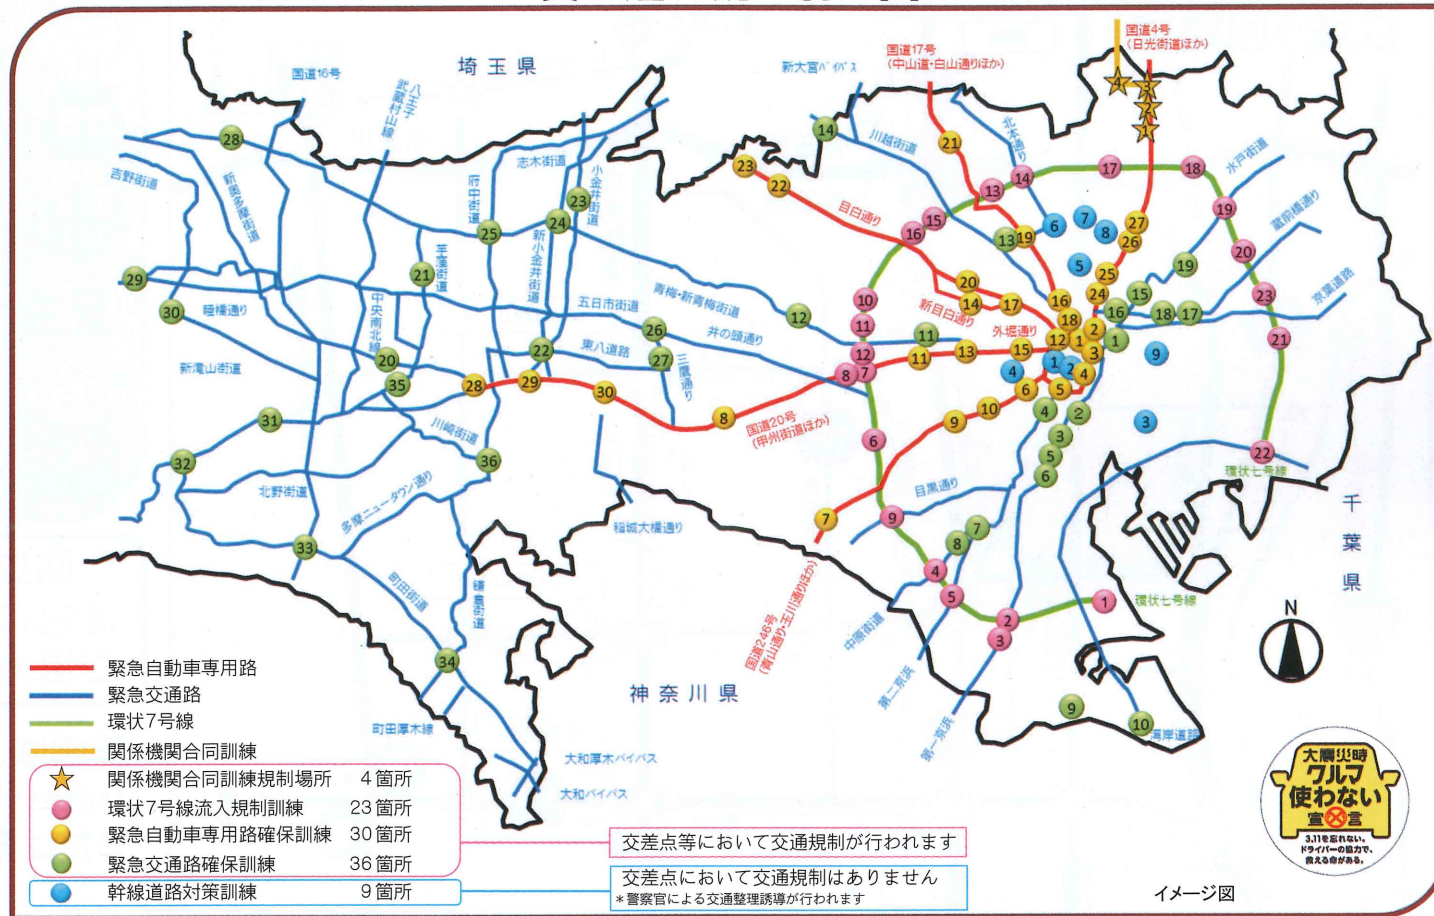 埼玉県
国道16号
八王子
武蔵村山線
新大宮バイパス
国道17号
(中山道・白山通りほか)
国道4号
(日光街道ほか)
吉野街道
新奥多摩街道
志木街道
府中街道
小金井街道
新小金井街道
川越街道
北本通り
水戸街道
蔵前橋通り
京葉道路
目白通り
新目白通り
外堀通り
睦橋通り
中央南北線
五日市街道
青梅・新青梅街道
井の頭通り
東八道路
三鷹通り
新滝山街道
川崎街道
国道20号
(甲州街道ほか)
北野街道
多摩ニュータウン通り
稲城大橋通り
目黒通り
環状七号線
千葉県
町田街道
鎌倉街道
国道246号
(青山通り・玉川通りほか)
中原街道
第二京浜
第一京浜
環状七号線
湾岸道路
神奈川県
町田厚木線
大和厚木バイパス
大和バイパス
N
緊急自動車専用路
緊急交通路
環状7号線
関係機関合同訓練
関係機関合同訓練規制場所 4箇所
環状7号線流入規制訓練 23箇所
緊急自動車専用路確保訓練 30箇所
緊急交通路確保訓練 36箇所
幹線道路対策訓練 9箇所
交差点等において交通規制が行われます
交差点において交通規制はありません
*警察官による交通整理誘導が行われます
イメージ図
大震災時
クルマ
使わない
宣言
3.11を忘れない。
ドライバーの協力で、
救える命がある。